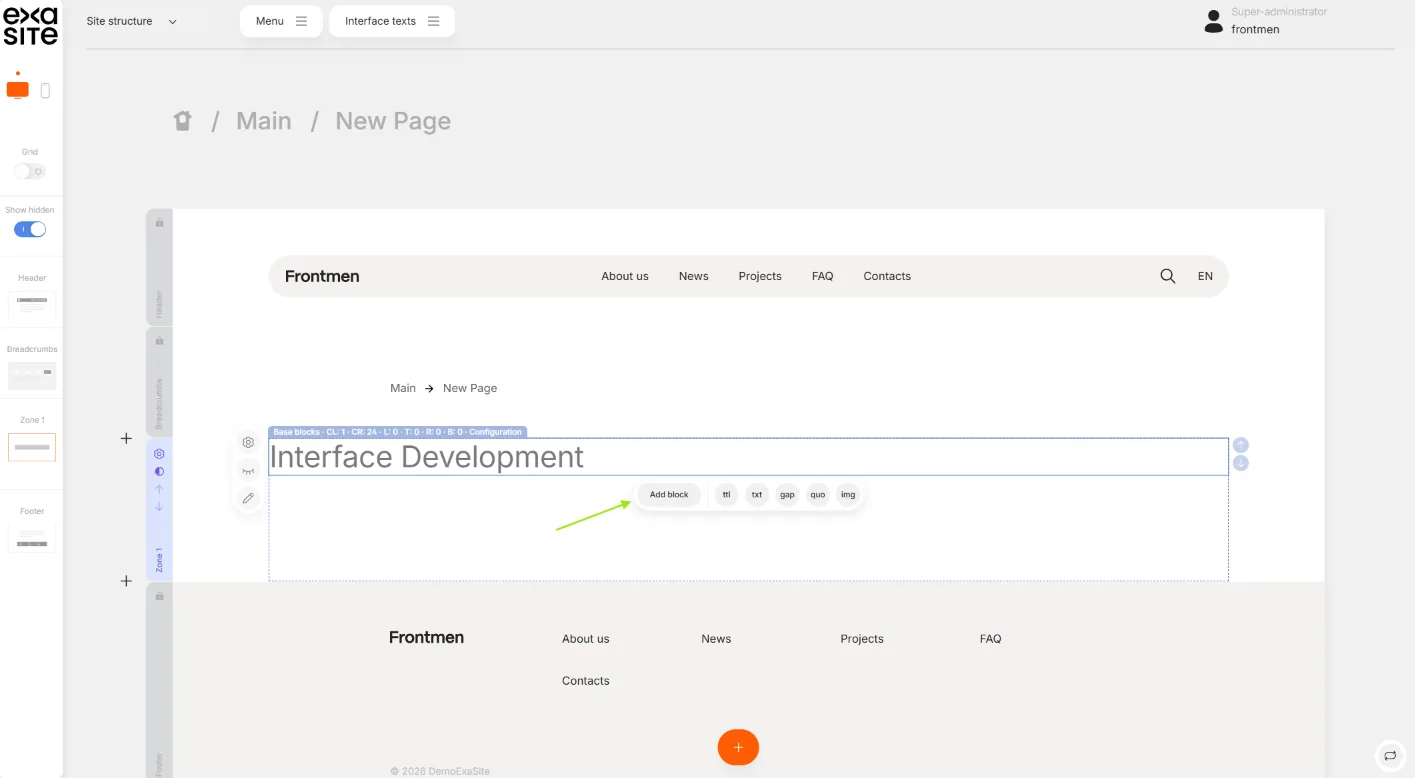 exa
SITE
Site structure
Menu
Interface texts
Super-administrator
frontmen
/ Main / New Page
Grid
Show hidden
Header
Breadcrumbs
Zone 1
Footer
Header
Breadcrumbs
Zone 1
Footer
Frontmen
About us
News
Projects
FAQ
Contacts
EN
Main → New Page
Base blocks · CL: 1 · CR: 24 · L: 0 · T: 0 · R: 0 · B: 0 · Configuration
Interface Development
Add block
ttl
txt
gap
quo
img
Frontmen
About us
News
Projects
FAQ
Contacts
© 2026 DemoExaSite